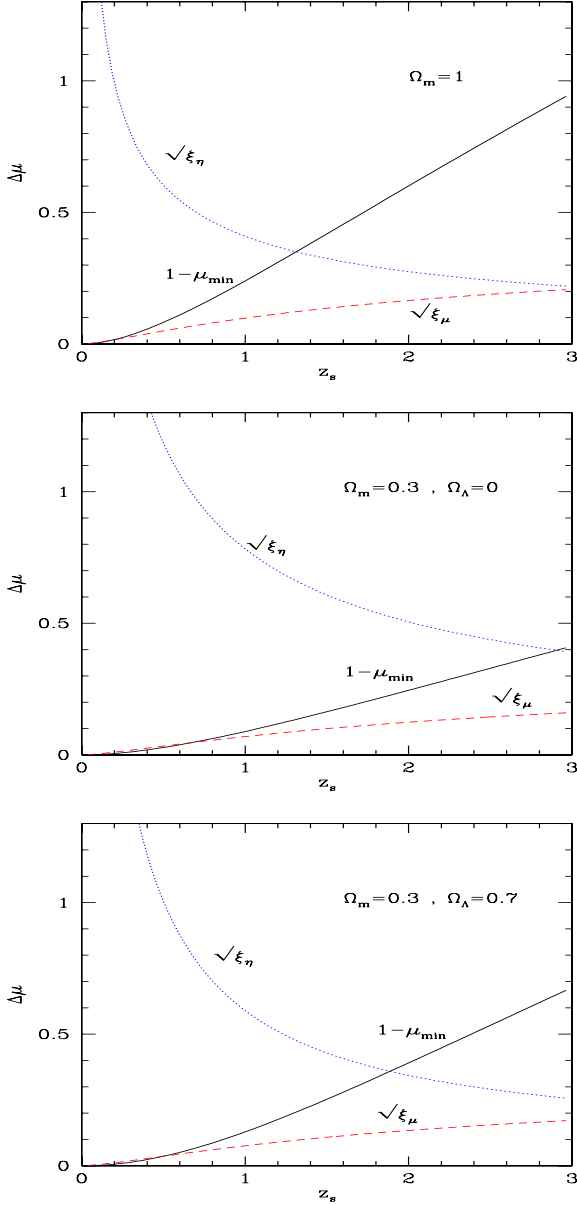 1
Ω_m=1
√ξ_η
Δμ
0.5
1−μ_min
√ξ_μ
0
0 1 2 3
z_s
1
Ω_m=0.3 , Ω_Λ=0
√ξ_η
Δμ
0.5
1−μ_min
√ξ_μ
0
0 1 2 3
z_s
1
Ω_m=0.3 , Ω_Λ=0.7
√ξ_η
Δμ
0.5
1−μ_min
√ξ_μ
0
0 1 2 3
z_s